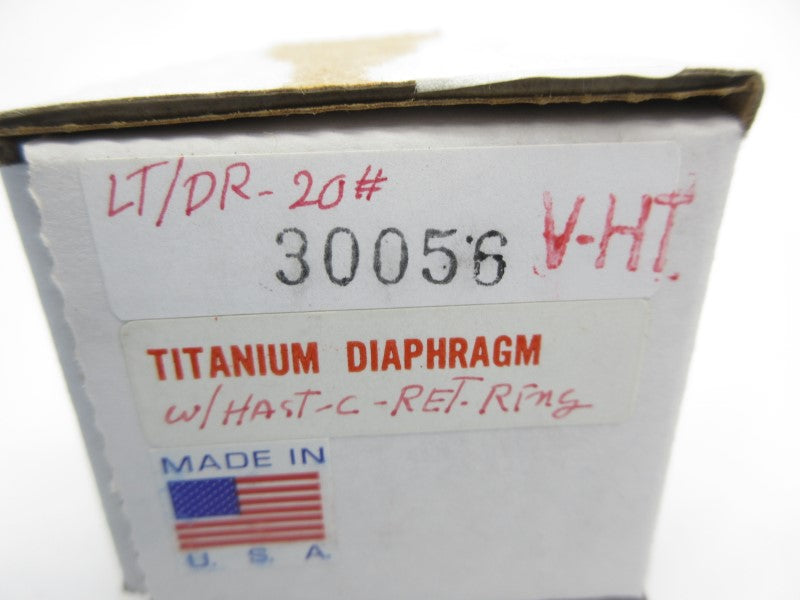 LT/DR-20#
30056 V-HT
TITANIUM DIAPHRAGM
W/HAST-C-RET. Ring
MADE IN
U. S. A.